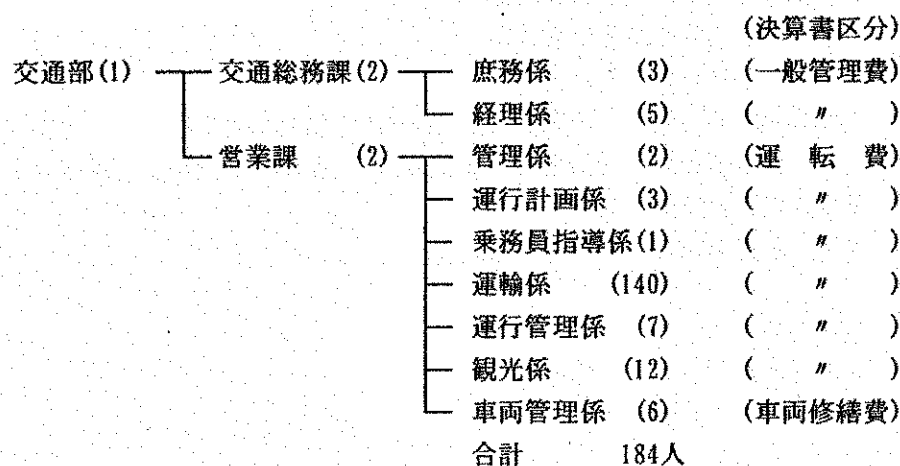 (決算書区分)
交通部(1) 交通総務課(2) 庶務係 (3) (一般管理費)
経理係 (5) ( 〃 )
営業課 (2) 管理係 (2) (運 転 費)
運行計画係 (3) ( 〃 )
乗務員指導係(1) ( 〃 )
運輸係 (140) ( 〃 )
運行管理係 (7) ( 〃 )
観光係 (12) ( 〃 )
車両管理係 (6) (車両修繕費)
合計 184人